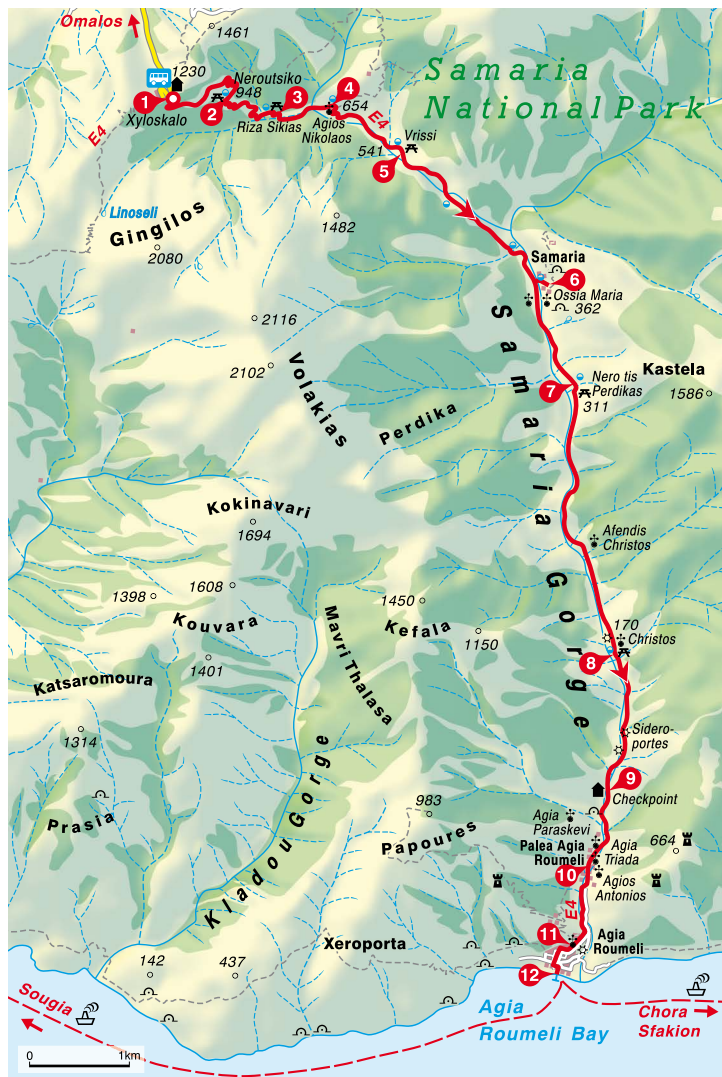 Omalos
1461
Samaria
National Park
1230
Neroutsiko
948
1
2
3
4
654
Xyloskalo
Riza Sikias
Agios
Nikolaos
E4
E4
Vrissi
541
5
Linoseli
Gingilos
2080
1482
Samaria
6
Ossia Maria
362
2116
2102
Volakias
Perdika
Samaria Gorge
7
Nero tis
Perdikas
311
Kastela
1586
Kokinavari
1694
Afendis
Christos
1608
1398
Kouvara
1401
Mavri Thalasa
1450
Kefala
1150
170
Christos
8
Katsaromoura
1314
Sidero-
portes
9
Checkpoint
Prasia
Kladou Gorge
983
Papoures
Agia
Paraskevi
Palea Agia
Roumeli
Agia
Triada
664
10
Agios
Antonios
E4
Xeroporta
11
Agia
Roumeli
142
437
12
Sougia
Agia
Roumeli Bay
Chora
Sfakion
0
1km